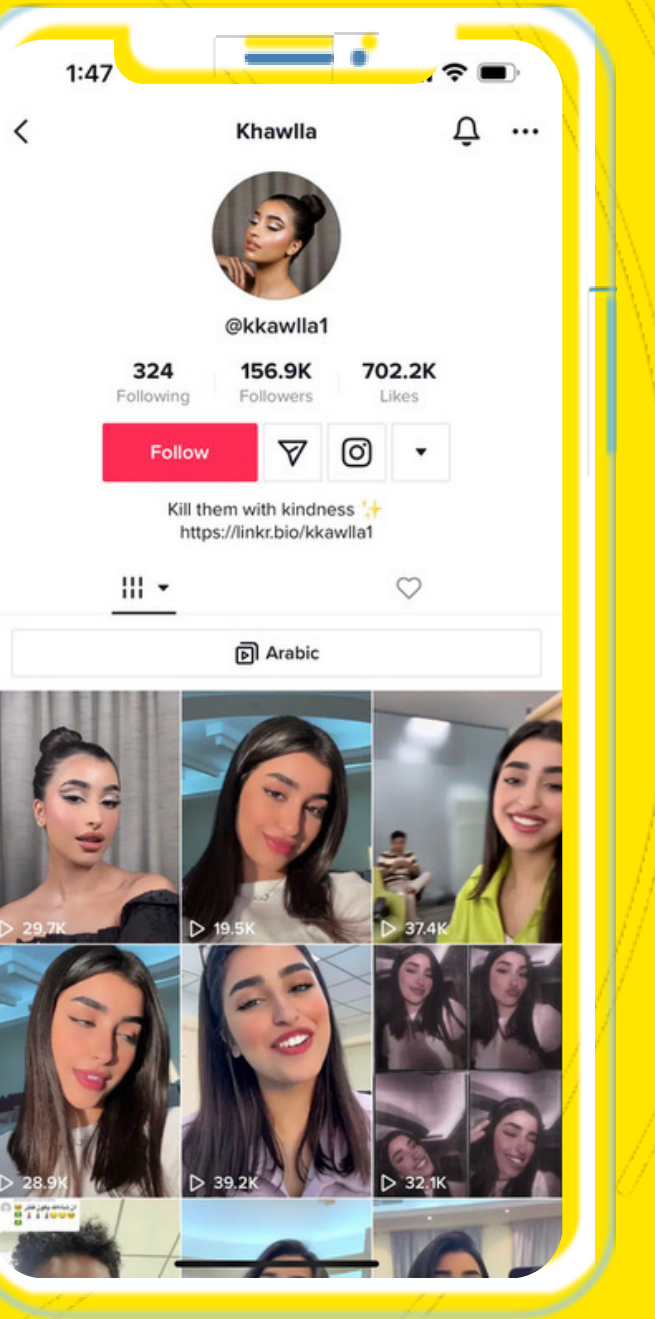 1:47
Khawlla
@kkawlla1
324 156.9K 702.2K
Following Followers Likes
Follow
Kill them with kindness ✨
https://linkr.bio/kkawlla1
Arabic
29.7K 19.5K 37.4K
28.9K 39.2K 32.1K